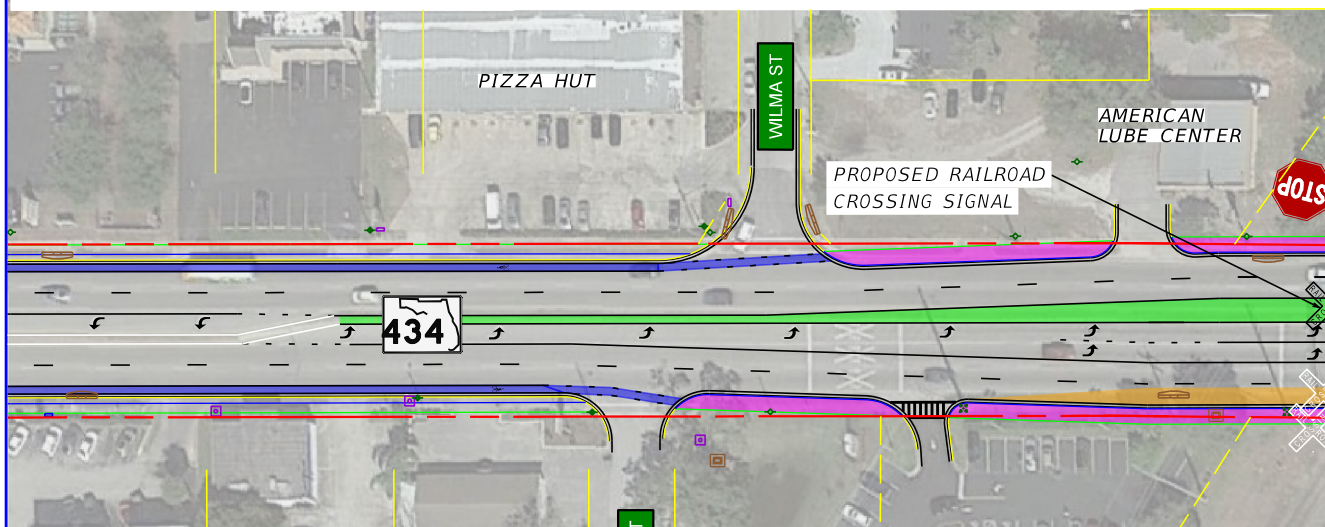 PIZZA HUT
WILMA ST
AMERICAN
LUBE CENTER
PROPOSED RAILROAD
CROSSING SIGNAL
STOP
434